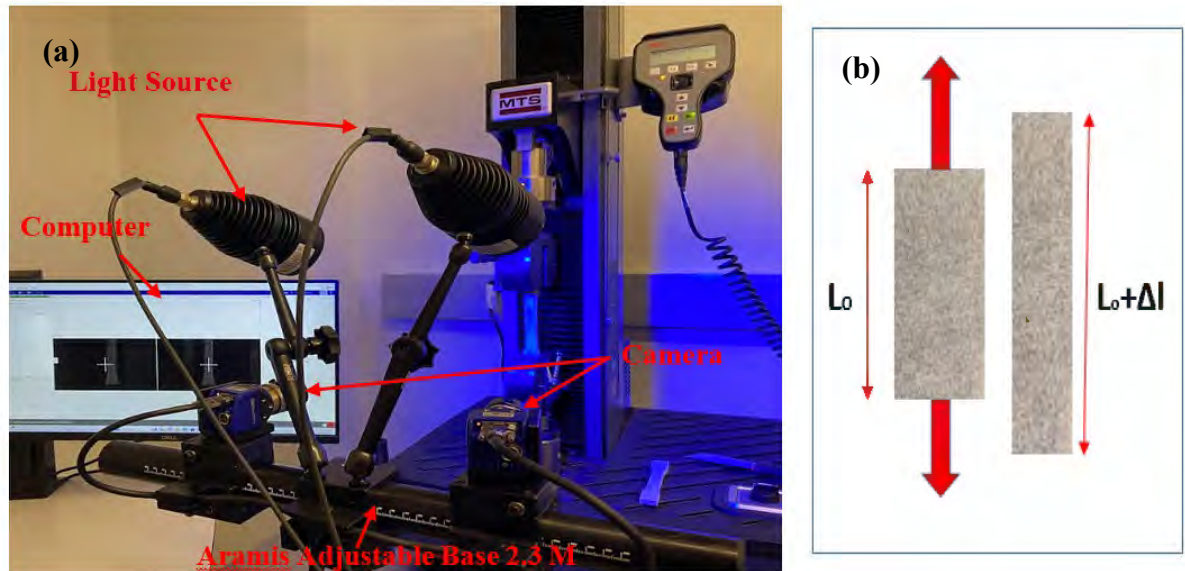 (a)
Light Source
MTS
Computer
Camera
Aramis Adjustable Base 2.3 M
(b)
L₀
L₀+Δl